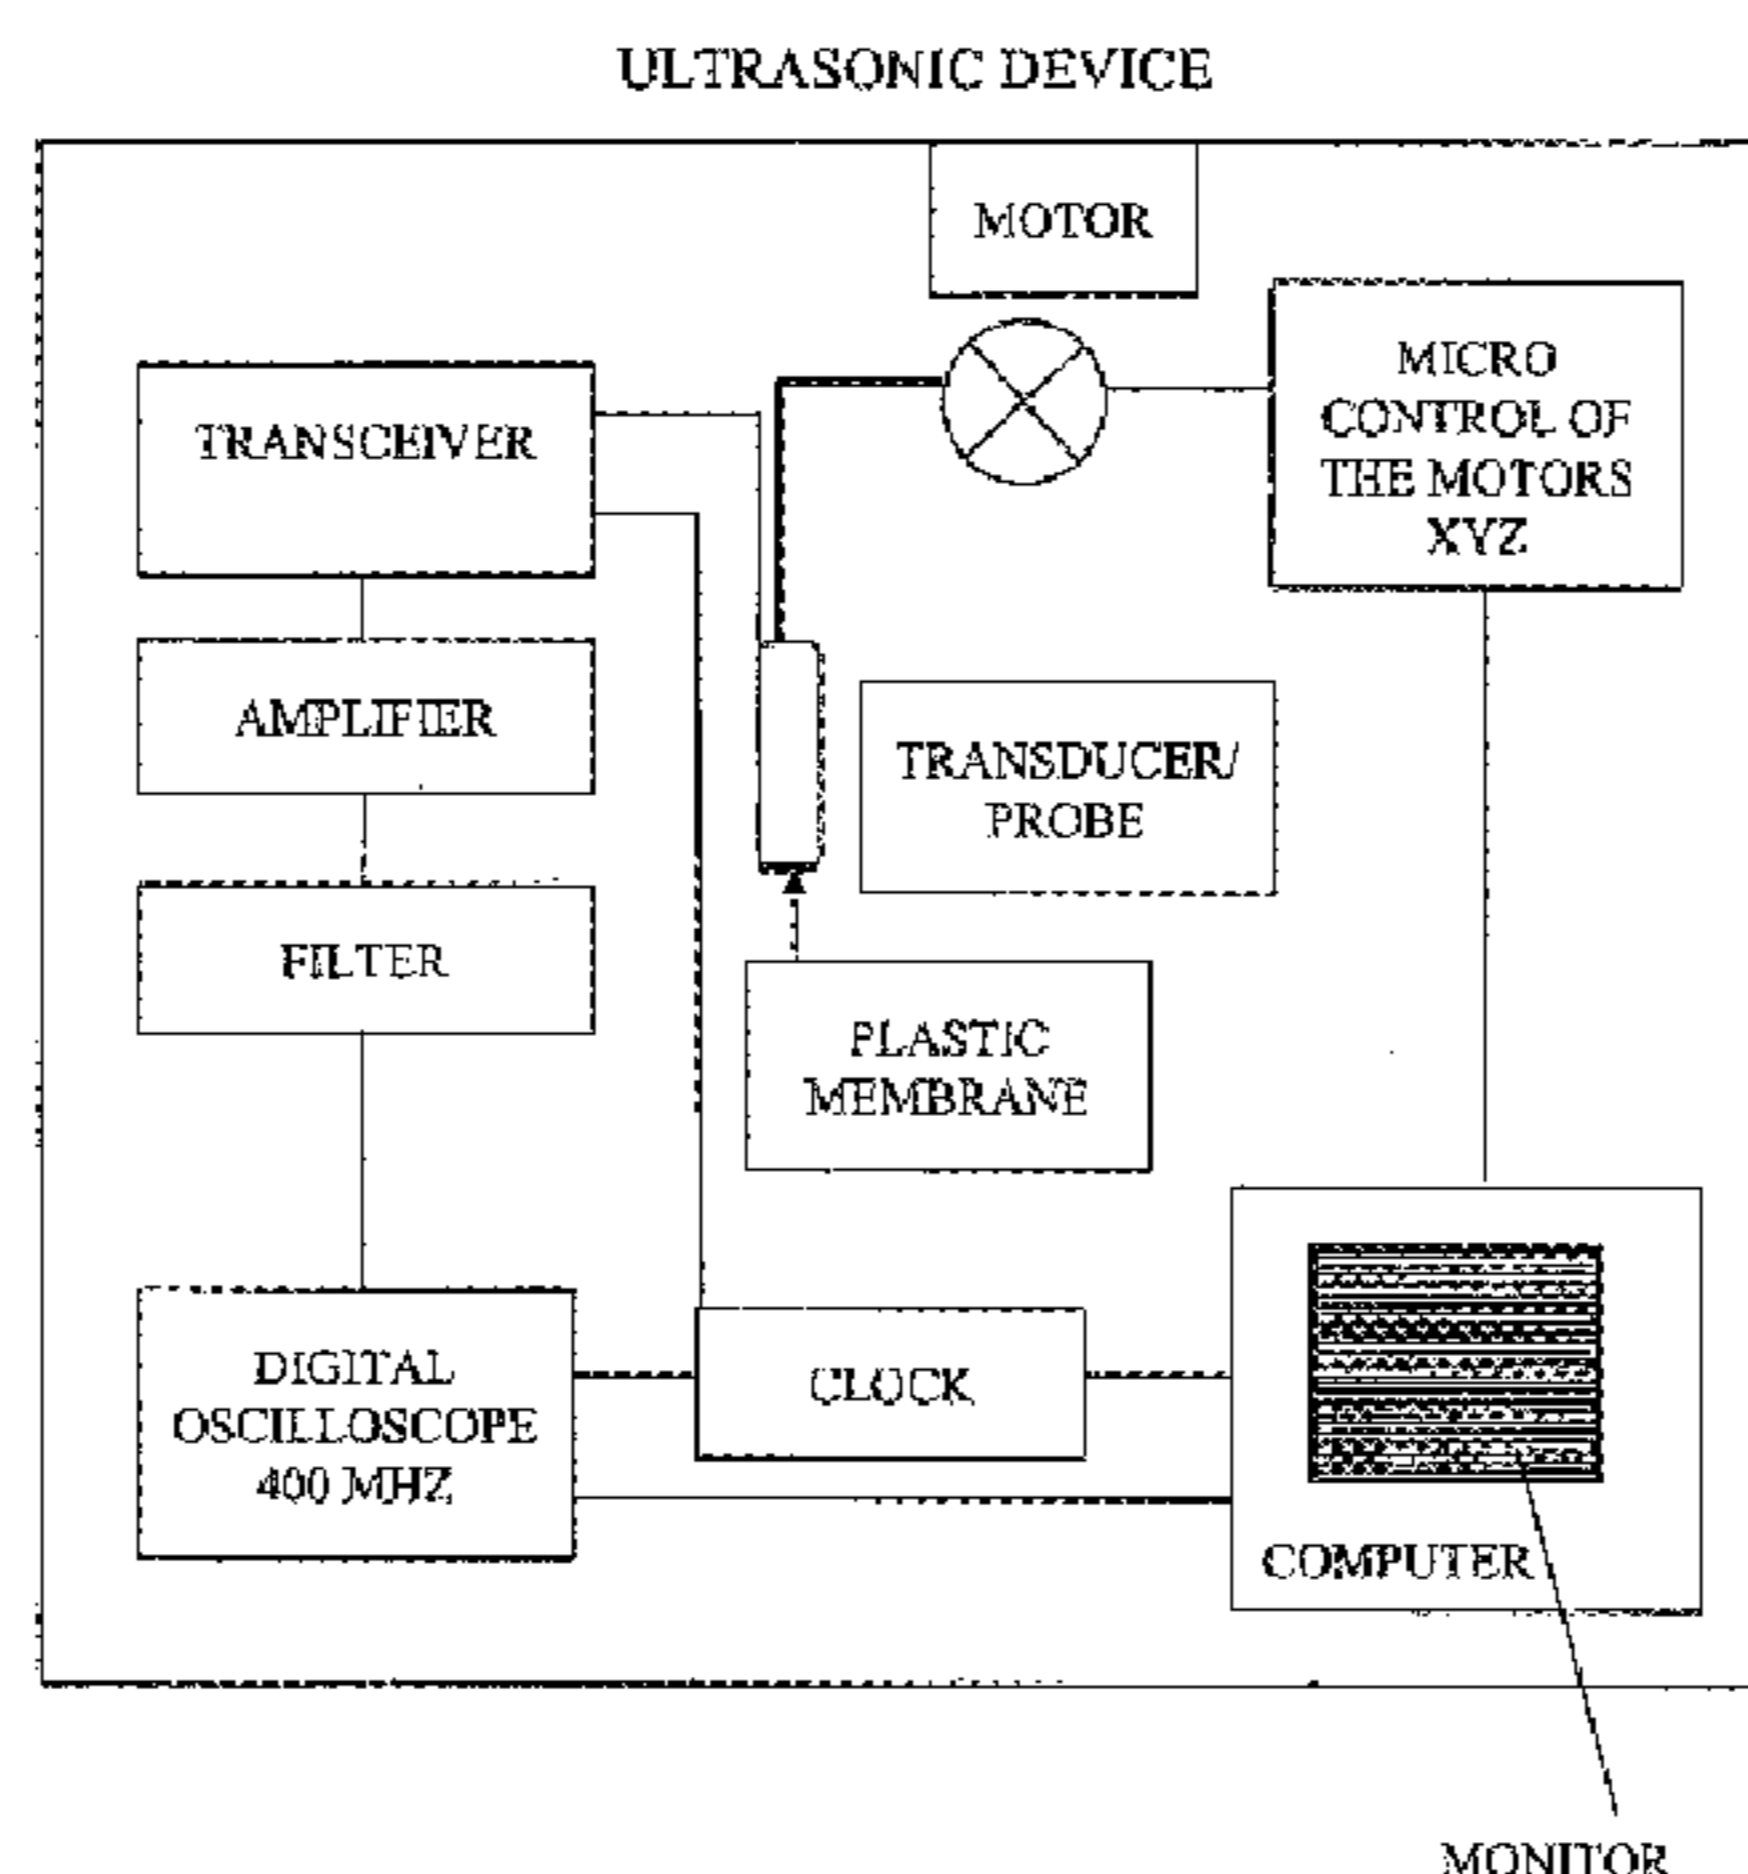 ULTRASONIC DEVICE
MOTOR
MICRO
CONTROL OF
THE MOTORS
XYZ
TRANSCEIVER
AMPLIFIER
TRANSDUCER/
PROBE
FILTER
PLASTIC
MEMBRANE
DIGITAL
OSCILLOSCOPE
400 MHZ
CLOCK
COMPUTER
MONITOR